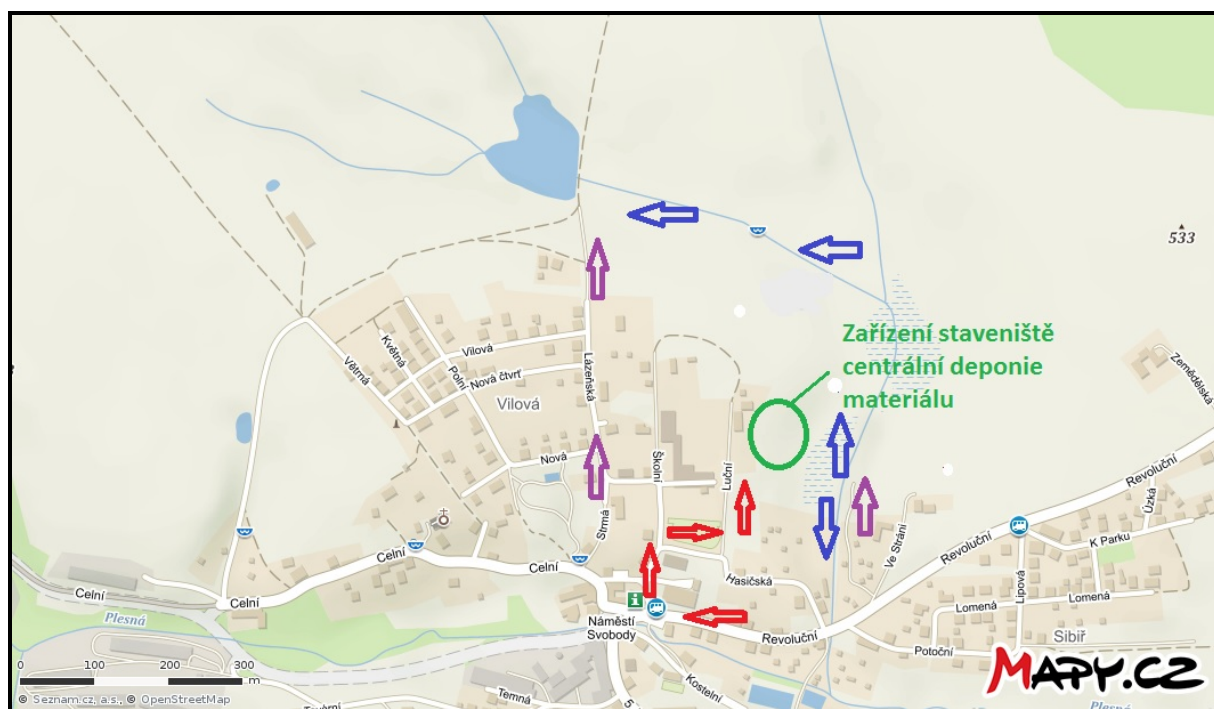 533
Zařízení staveniště
centrální deponie
materiálu
Zemědělská
Květná
Vilová
Větrná
Polní
Nová čtvrť
Lázeňská
Vilová
Nová
Školní
Luční
Revoluční
Úzká
Strmá
Ve Strání
Revoluční
K Parku
Celní
Celní
Hasičská
Lipová
Lomená
Lomená
Celní
Celní
Plesná
Náměstí
Svobody
Revoluční
Potoční
Sibiř
0 100 200 300 m
Kostelní
Temná
Plesná
MAPY.CZ
© Seznam.cz, a.s., © OpenStreetMap